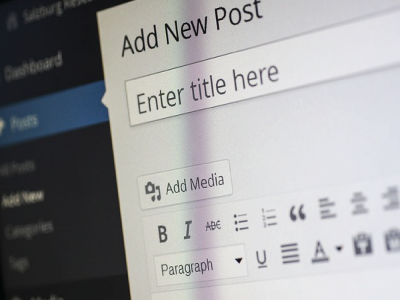 Salzburg Rese
Dashboard
Posts
All Posts
Add New
Categories
Tags
Add New Post
Enter title here
Add Media
B I ABC
Paragraph U A